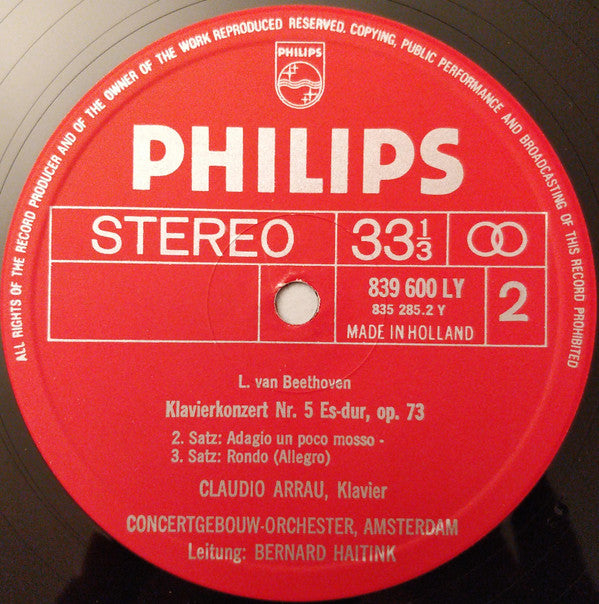 ALL RIGHTS OF THE RECORD PRODUCER AND OF THE OWNER OF THE WORK REPRODUCED RESERVED. COPYING, PUBLIC PERFORMANCE AND BROADCASTING OF THIS RECORD PROHIBITED
PHILIPS
PHILIPS
STEREO 33⅓
839 600 LY 2
835 285.2 Y
MADE IN HOLLAND
L. van Beethoven
Klavierkonzert Nr. 5 Es-dur, op. 73
2. Satz: Adagio un poco mosso -
3. Satz: Rondo (Allegro)
CLAUDIO ARRAU, Klavier
CONCERTGEBOUW-ORCHESTER, AMSTERDAM
Leitung: BERNARD HAITINK